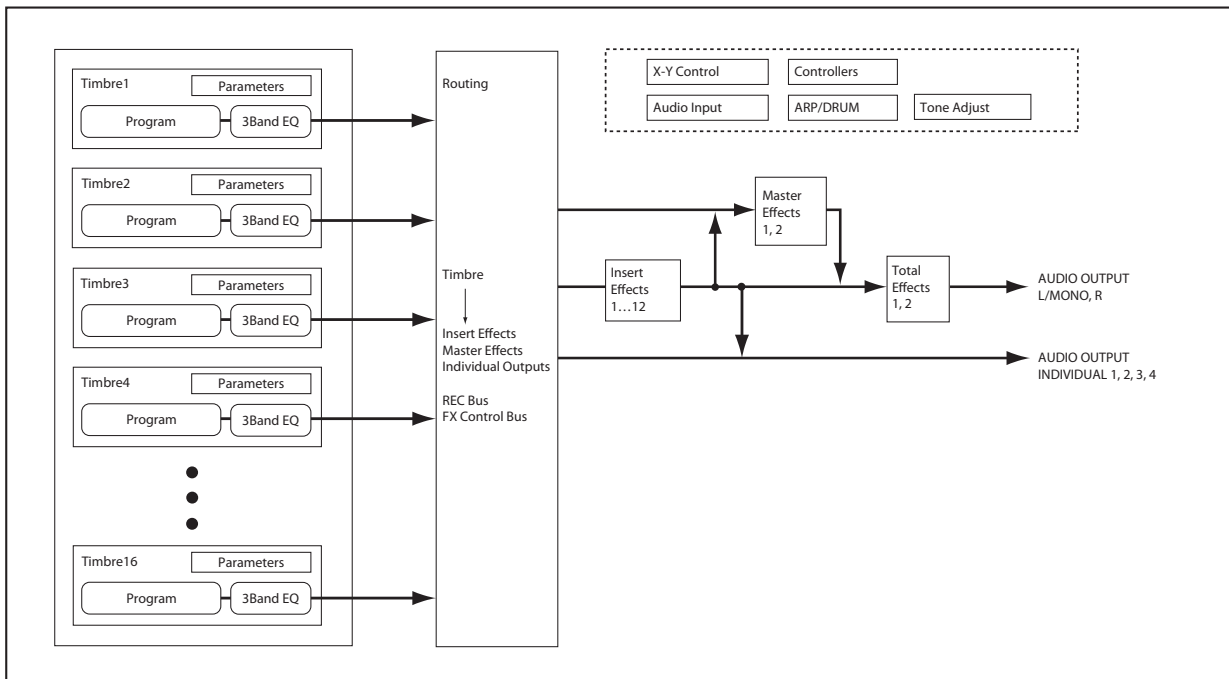 Timbre1
Parameters
Program
3Band EQ
Timbre2
Parameters
Program
3Band EQ
Timbre3
Parameters
Program
3Band EQ
Timbre4
Parameters
Program
3Band EQ
Timbre16
Parameters
Program
3Band EQ
Routing
Timbre
Insert Effects
Master Effects
Individual Outputs
REC Bus
FX Control Bus
X-Y Control
Controllers
Audio Input
ARP/DRUM
Tone Adjust
Master
Effects
1, 2
Insert
Effects
1…12
Total
Effects
1, 2
AUDIO OUTPUT
L/MONO, R
AUDIO OUTPUT
INDIVIDUAL 1, 2, 3, 4